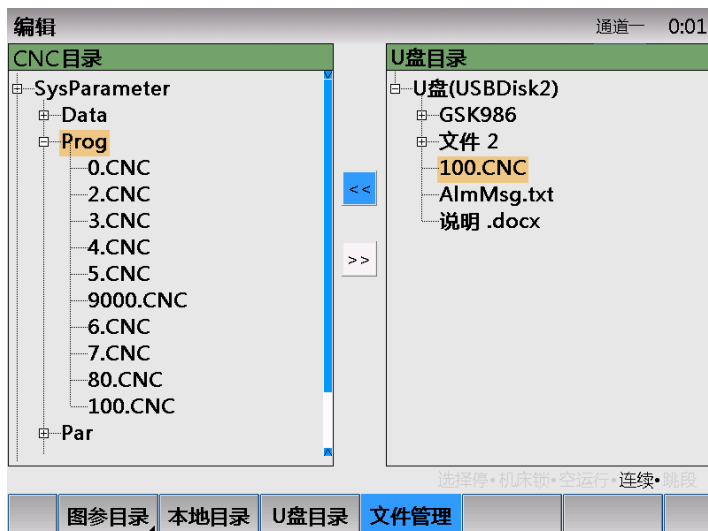 编辑
通道一 0:01
CNC目录
SysParameter
Data
Prog
0.CNC
2.CNC
3.CNC
4.CNC
5.CNC
9000.CNC
6.CNC
7.CNC
80.CNC
100.CNC
Par
<<
>>
U盘目录
U盘(USBDisk2)
GSK986
文件 2
100.CNC
AlmMsg.txt
说明 .docx
选择停•机床锁•空运行•连续•跳段
图参目录 本地目录 U盘目录 文件管理